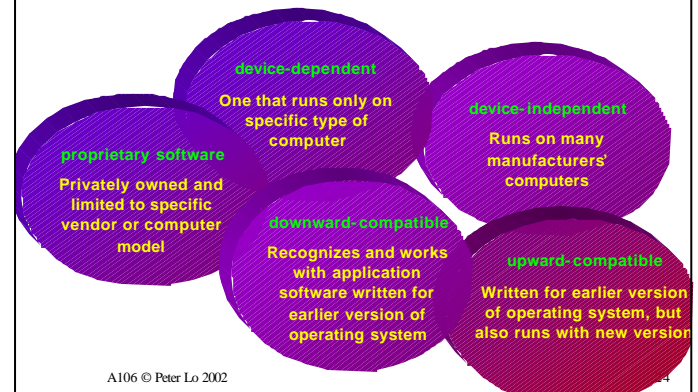 device-dependent
One that runs only on
specific type of
computer
device-independent
Runs on many
manufacturers'
computers
proprietary software
Privately owned and
limited to specific
vendor or computer
model
downward-compatible
Recognizes and works
with application
software written for
earlier version of
operating system
upward-compatible
Written for earlier version
of operating system, but
also runs with new version
A106 © Peter Lo 2002